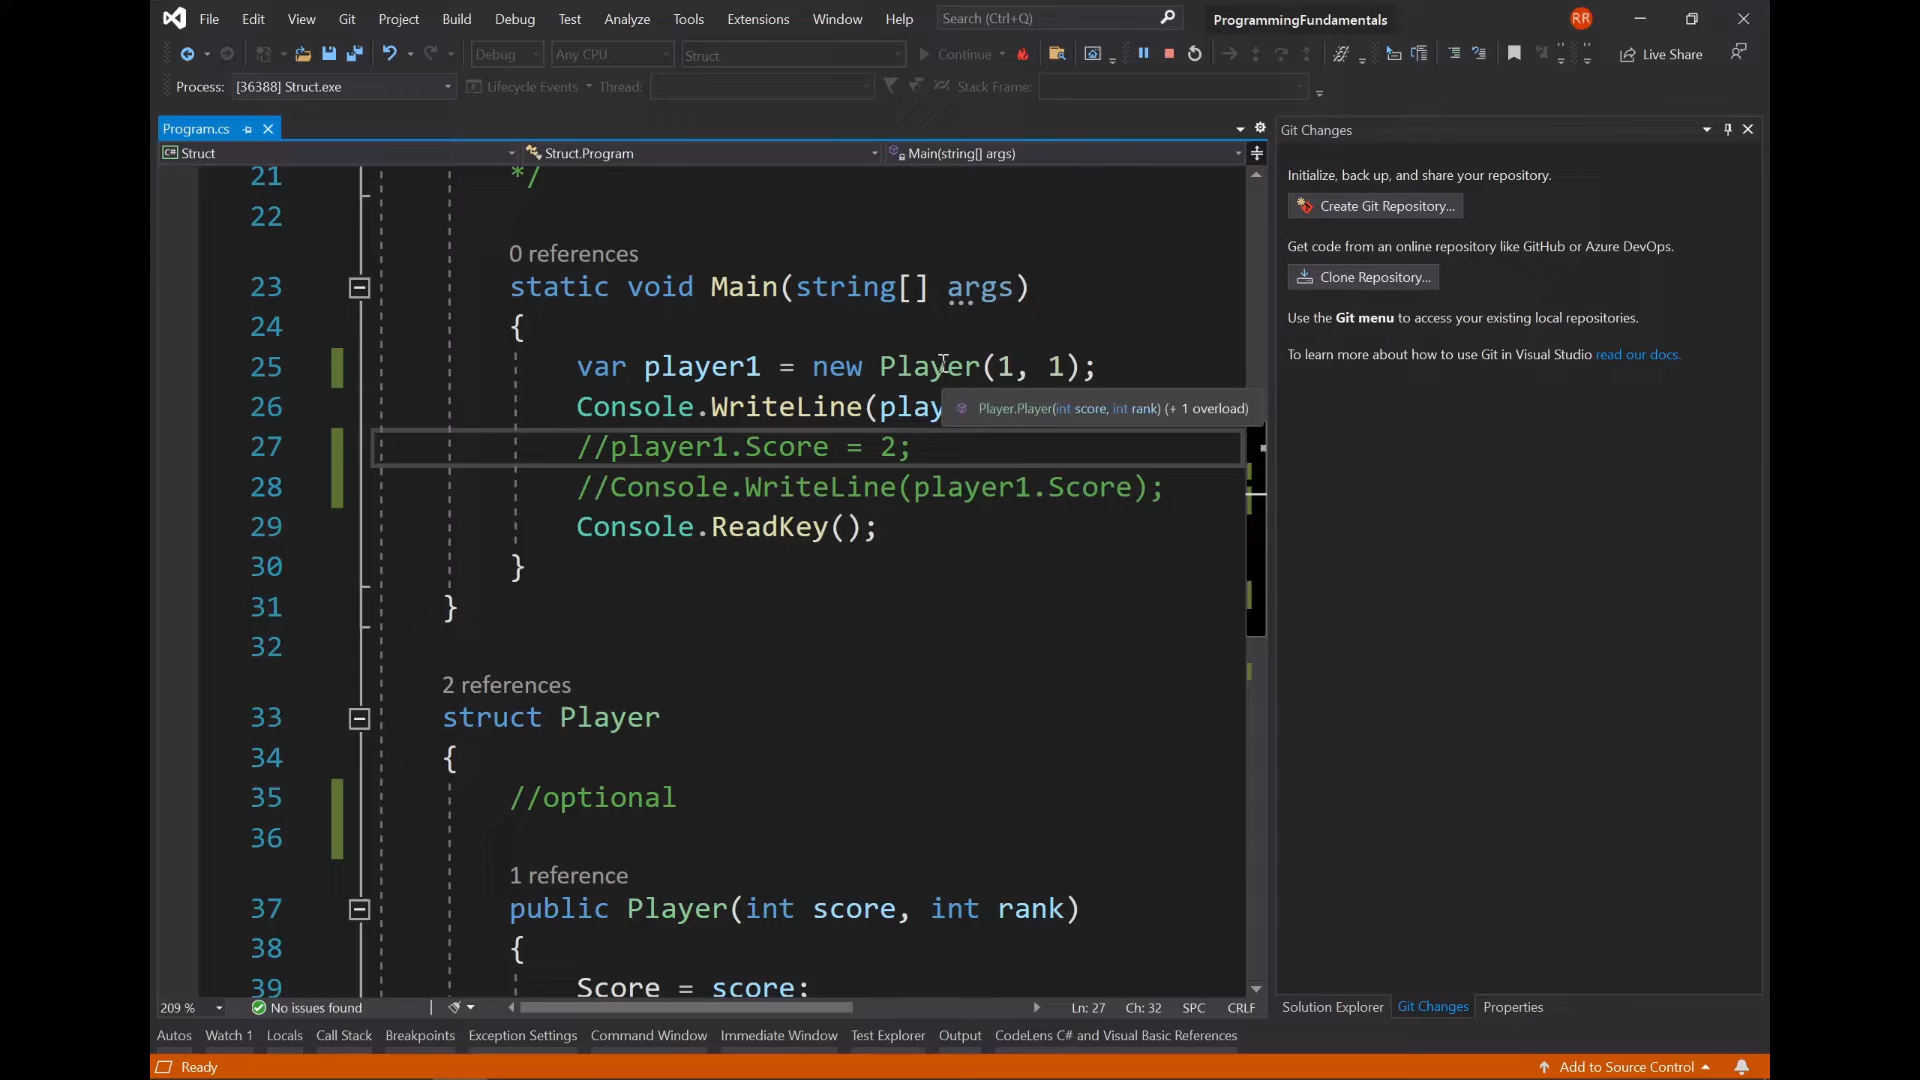 File Edit View Git Project Build Debug Test Analyze Tools Extensions Window Help Search (Ctrl+Q) ProgrammingFundamentals RR
Debug Any CPU Struct Continue Live Share
Process: [36388] Struct.exe Lifecycle Events Thread: Stack Frame:
Program.cs
Struct Struct.Program Main(string[] args)
21 */
22
0 references
23 static void Main(string[] args)
24 {
25 var player1 = new Player(1, 1);
26 Console.WriteLine(play
Player.Player(int score, int rank) (+ 1 overload)
27 //player1.Score = 2;
28 //Console.WriteLine(player1.Score);
29 Console.ReadKey();
30 }
31 }
32
2 references
33 struct Player
34 {
35 //optional
36
1 reference
37 public Player(int score, int rank)
38 {
39 Score = score;
209 % No issues found Ln: 27 Ch: 32 SPC CRLF
Git Changes
Initialize, back up, and share your repository.
Create Git Repository...
Get code from an online repository like GitHub or Azure DevOps.
Clone Repository...
Use the Git menu to access your existing local repositories.
To learn more about how to use Git in Visual Studio read our docs.
Solution Explorer Git Changes Properties
Autos Watch 1 Locals Call Stack Breakpoints Exception Settings Command Window Immediate Window Test Explorer Output CodeLens C# and Visual Basic References
Ready Add to Source Control